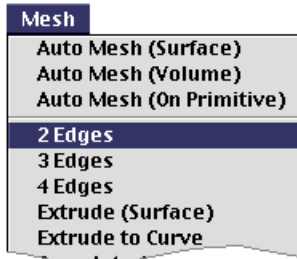 Mesh
Auto Mesh (Surface)
Auto Mesh (Volume)
Auto Mesh (On Primitive)
2 Edges
3 Edges
4 Edges
Extrude (Surface)
Extrude to Curve